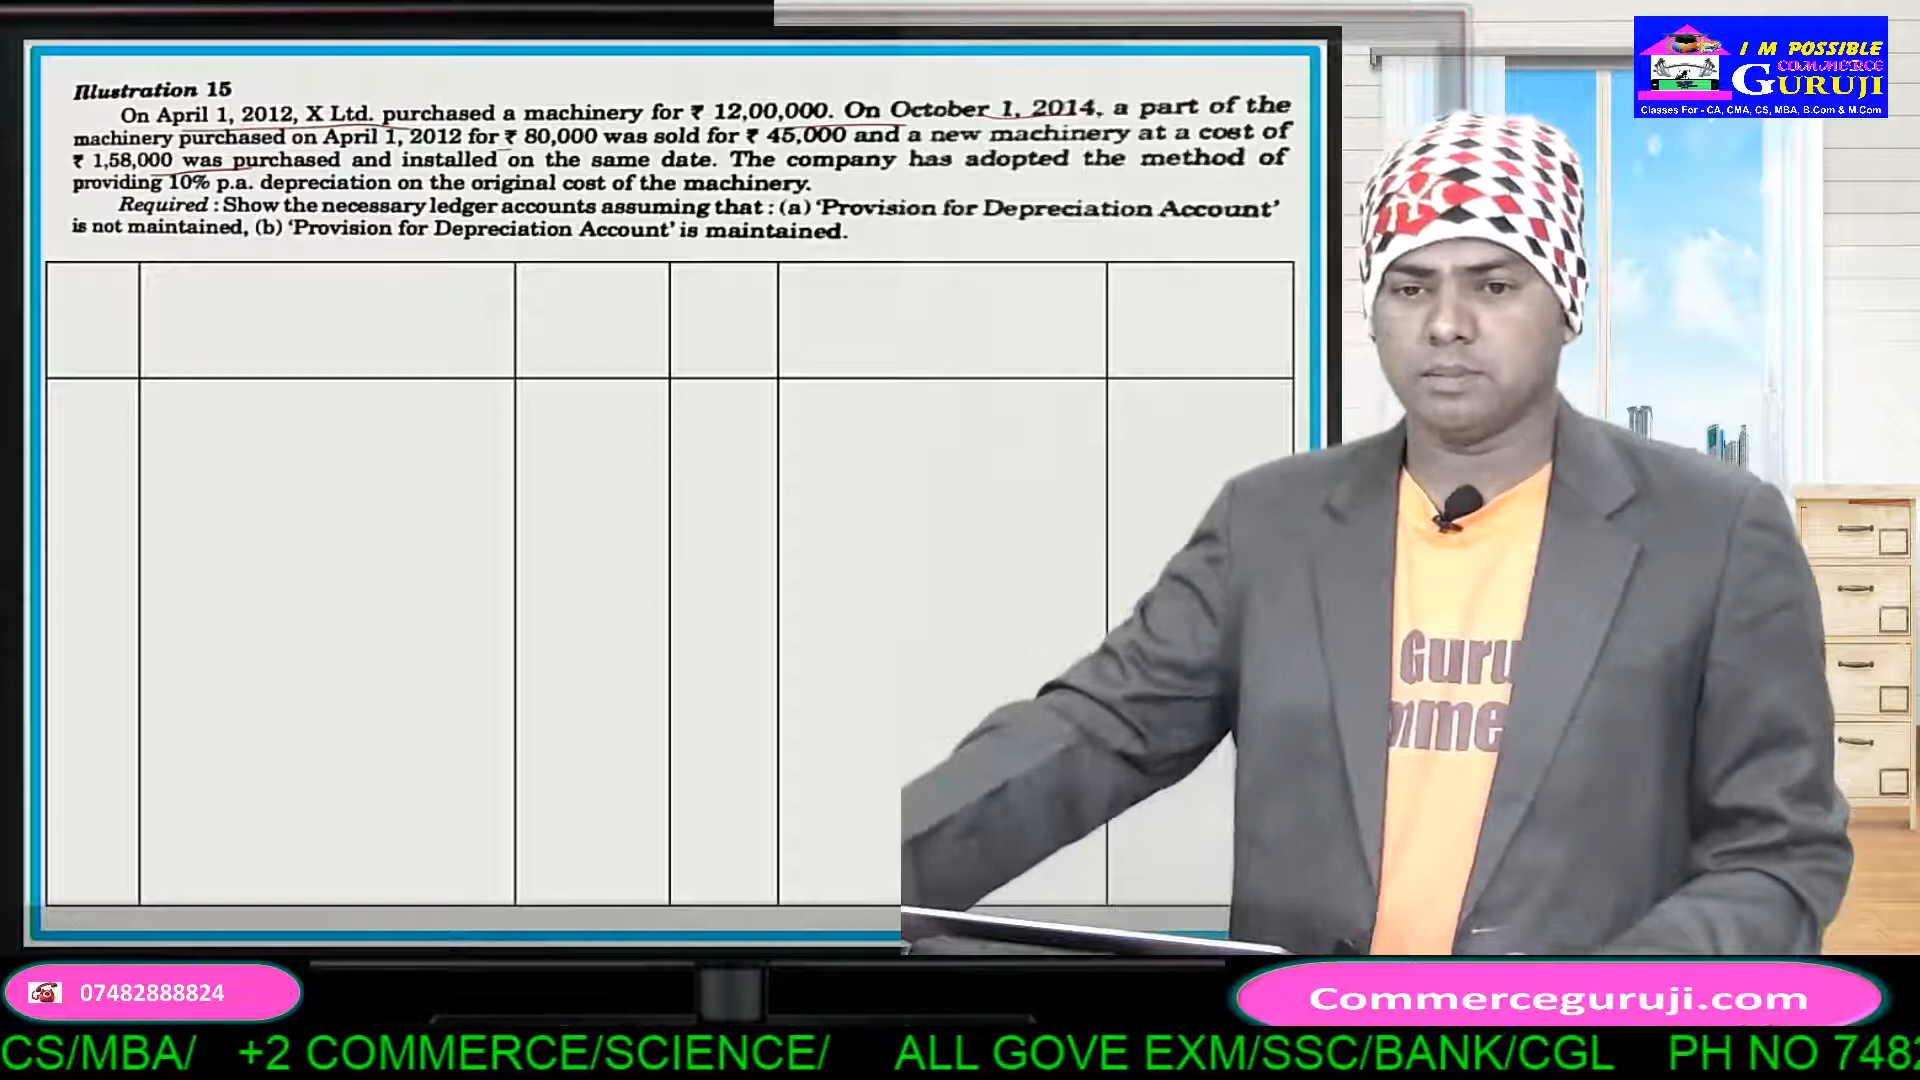 Illustration 15
On April 1, 2012, X Ltd. purchased a machinery for ₹ 12,00,000. On October 1, 2014, a part of the
machinery purchased on April 1, 2012 for ₹ 80,000 was sold for ₹ 45,000 and a new machinery at a cost of
₹ 1,58,000 was purchased and installed on the same date. The company has adopted the method of
providing 10% p.a. depreciation on the original cost of the machinery.
Required : Show the necessary ledger accounts assuming that : (a) ‘Provision for Depreciation Account’
is not maintained, (b) ‘Provision for Depreciation Account’ is maintained.
I M POSSIBLE
COMMERCE
GURUJI
Classes For - CA, CMA, CS, MBA, B.Com & M.Com
Guru
mme
07482888824
Commerceguruji.com
CS/MBA/ +2 COMMERCE/SCIENCE/ ALL GOVE EXM/SSC/BANK/CGL PH NO 7482